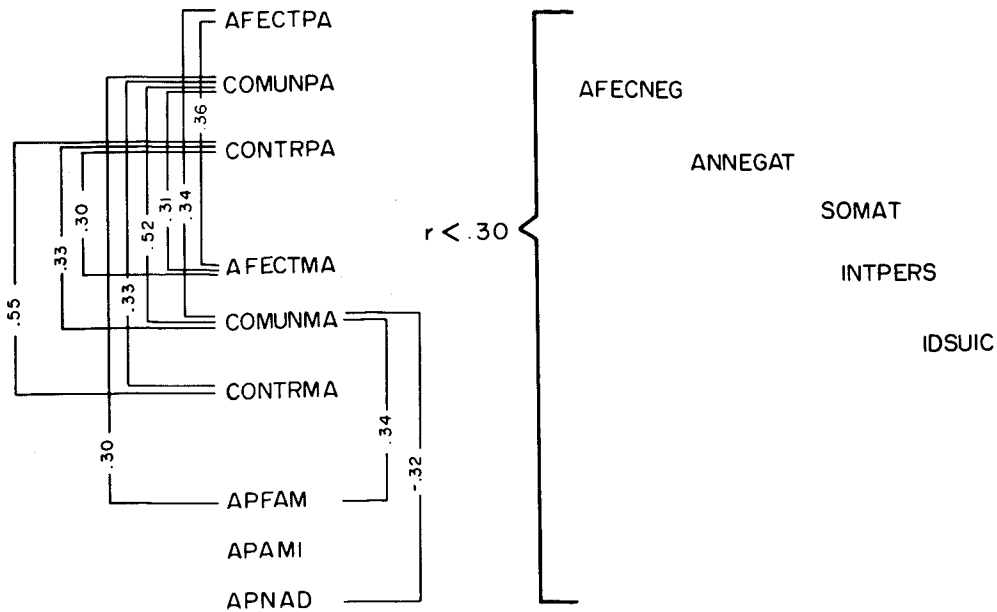 AFECTPA
COMUNPA
CONTRPA
AFECTMA
COMUNMA
CONTRMA
APFAM
APAMI
APNAD
.55
.33
.30
.30
.33
.52
.31
.34
.36
.34
-.32
r < .30
AFECNEG
ANNEGAT
SOMAT
INTPERS
IDSUIC